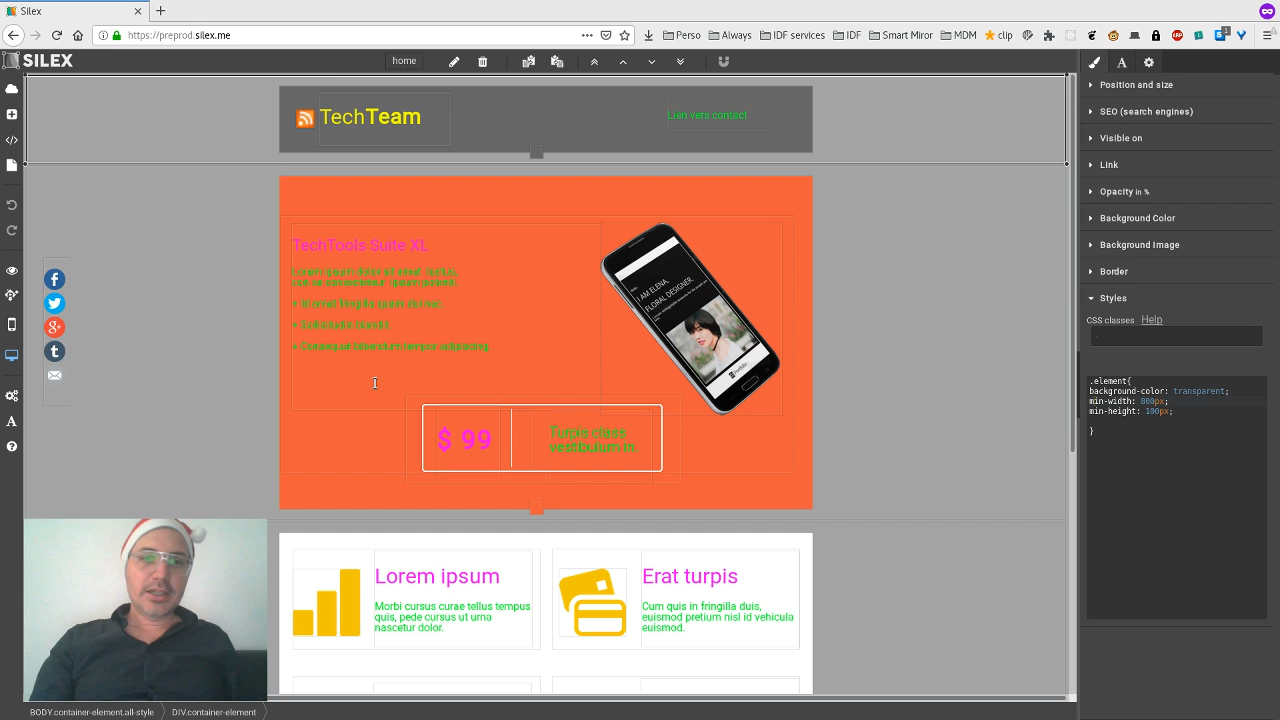 Silex
https://preprod.silex.me
Perso
Always
IDF services
IDF
Smart Miror
MDM
clip
SILEX
home
TechTeam
Lien vers contact
TechTools Suite XL
$ 99
Turpis class
vestibulum in.
I AM ELENA,
FLORAL DESIGNER.
Lorem ipsum
Morbi cursus curae tellus tempus
quis, pede cursus ut urna
nascetur dolor.
Erat turpis
Cum quis in fringilla duis,
euismod pretium nisl id vehicula
euismod.
Position and size
SEO (search engines)
Visible on
Link
Opacity in %
Background Color
Background Image
Border
Styles
CSS classes Help
.element{
background-color: transparent;
min-width: 800px;
min-height: 100px;
}
BODY.container-element.all-style
DIV.container-element